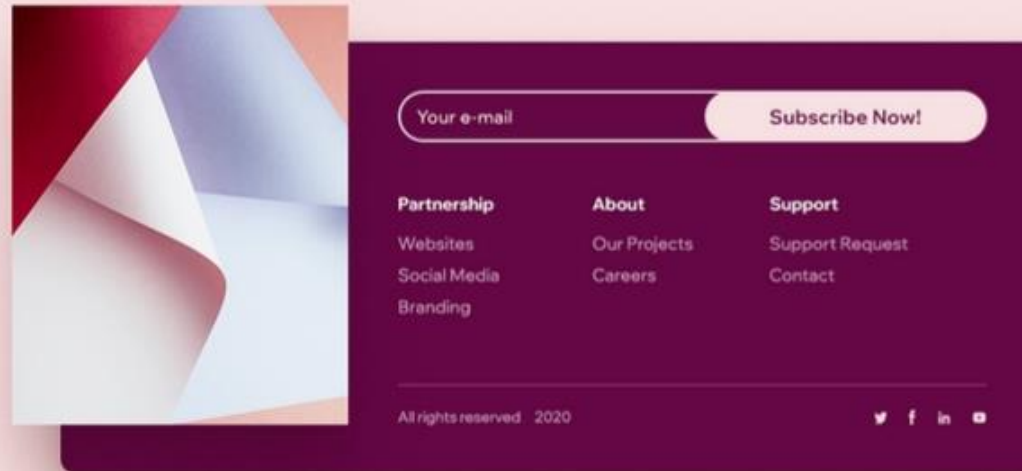 Your e-mail
Subscribe Now!
Partnership
Websites
Social Media
Branding
About
Our Projects
Careers
Support
Support Request
Contact
All rights reserved 2020